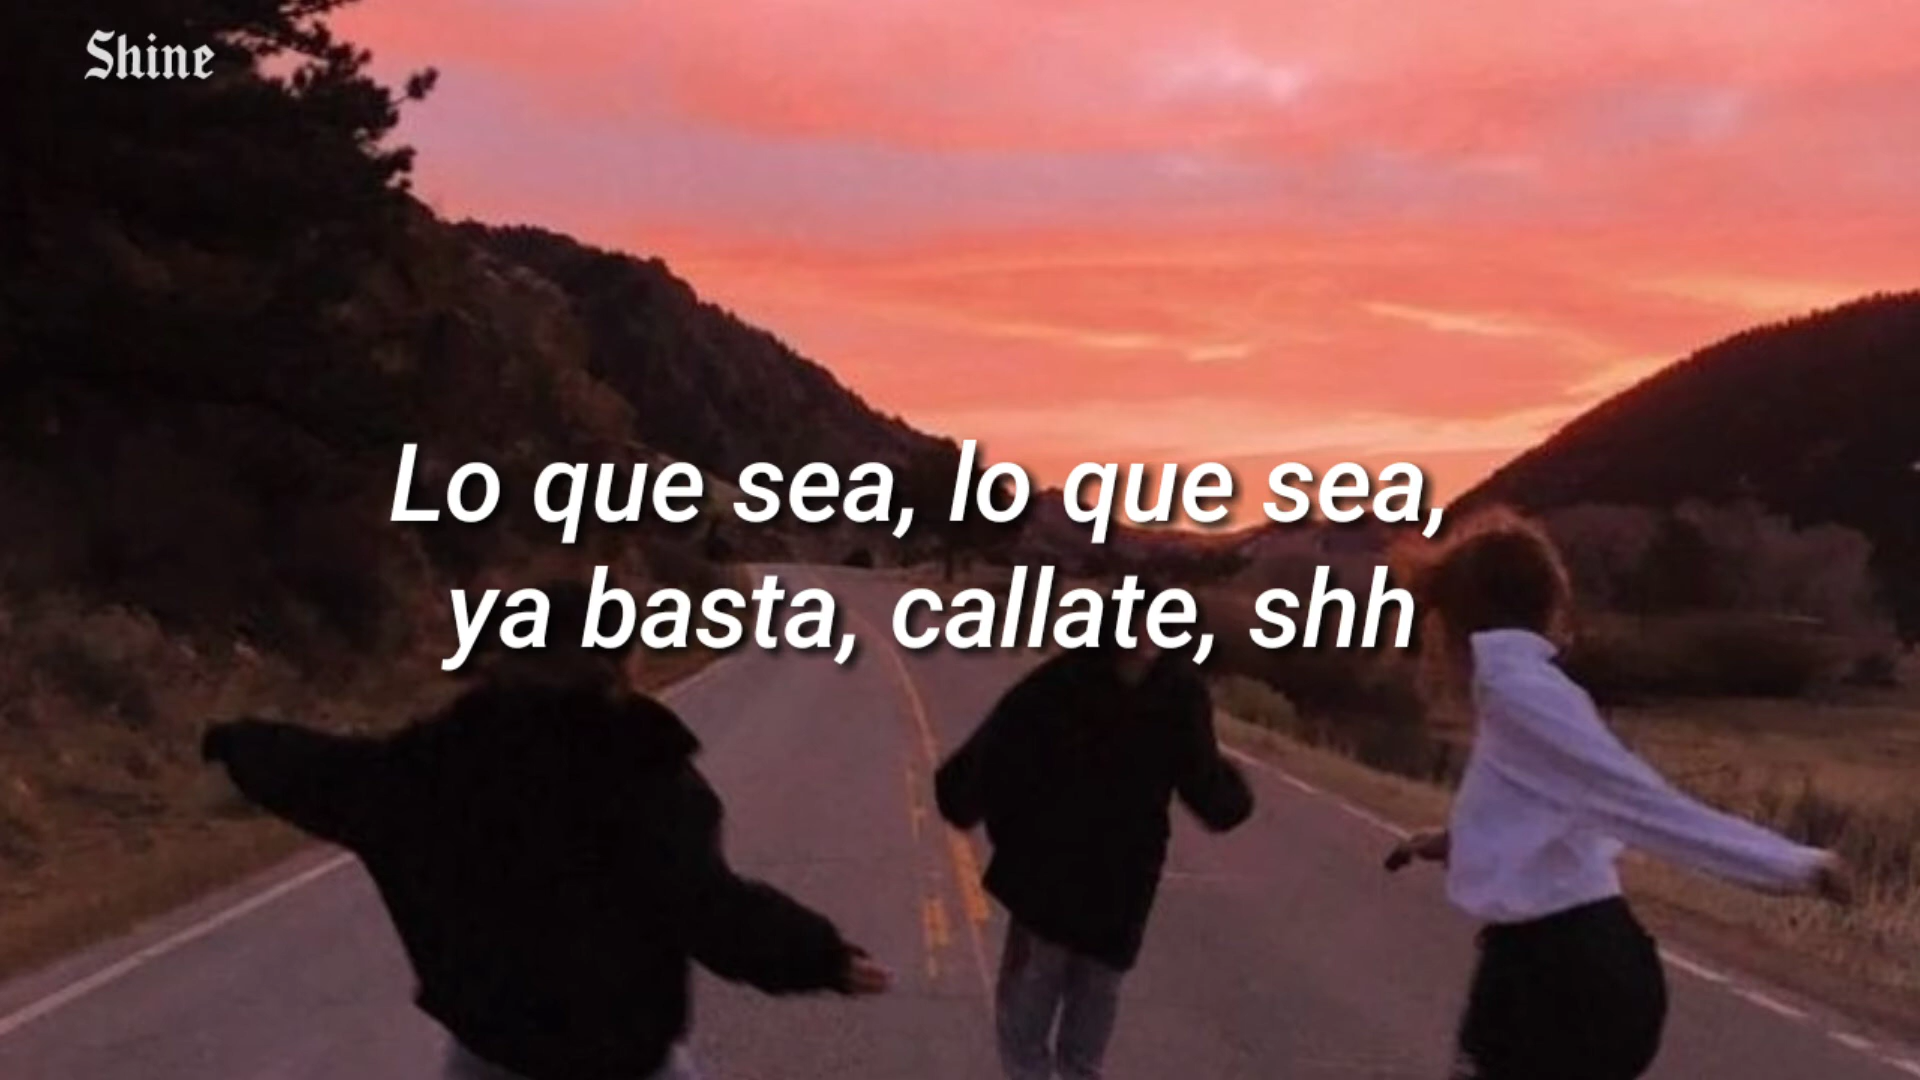 Shine
Lo que sea, lo que sea,
ya basta, callate, shh